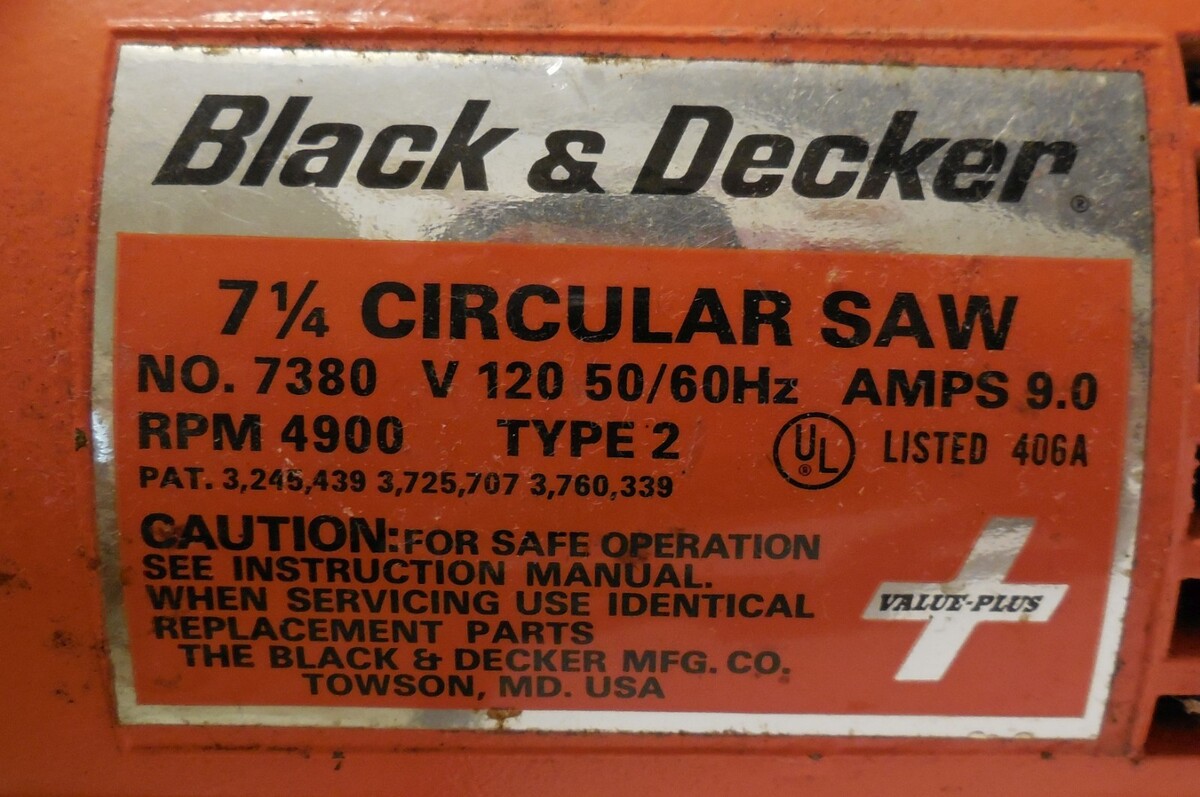 Black & Decker®
7 1/4 CIRCULAR SAW
NO. 7380 V 120 50/60Hz AMPS 9.0
RPM 4900 TYPE 2 UL® LISTED 406A
PAT. 3,245,439 3,725,707 3,760,339
CAUTION: FOR SAFE OPERATION
SEE INSTRUCTION MANUAL.
WHEN SERVICING USE IDENTICAL
REPLACEMENT PARTS
THE BLACK & DECKER MFG. CO.
TOWSON, MD. USA
VALUE-PLUS